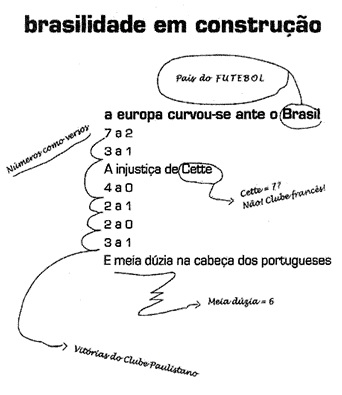 brasilidade em construção
País do FUTEBOL
a europa curvou-se ante o Brasil
Números como versos
7 a 2
3 a 1
A injustiça de Cette
4 a 0
Cette = 7?
Não! Clube francês!
2 a 1
2 a 0
3 a 1
E meia dúzia na cabeça dos portugueses
Meia dúzia = 6
Vitórias do Clube Paulistano